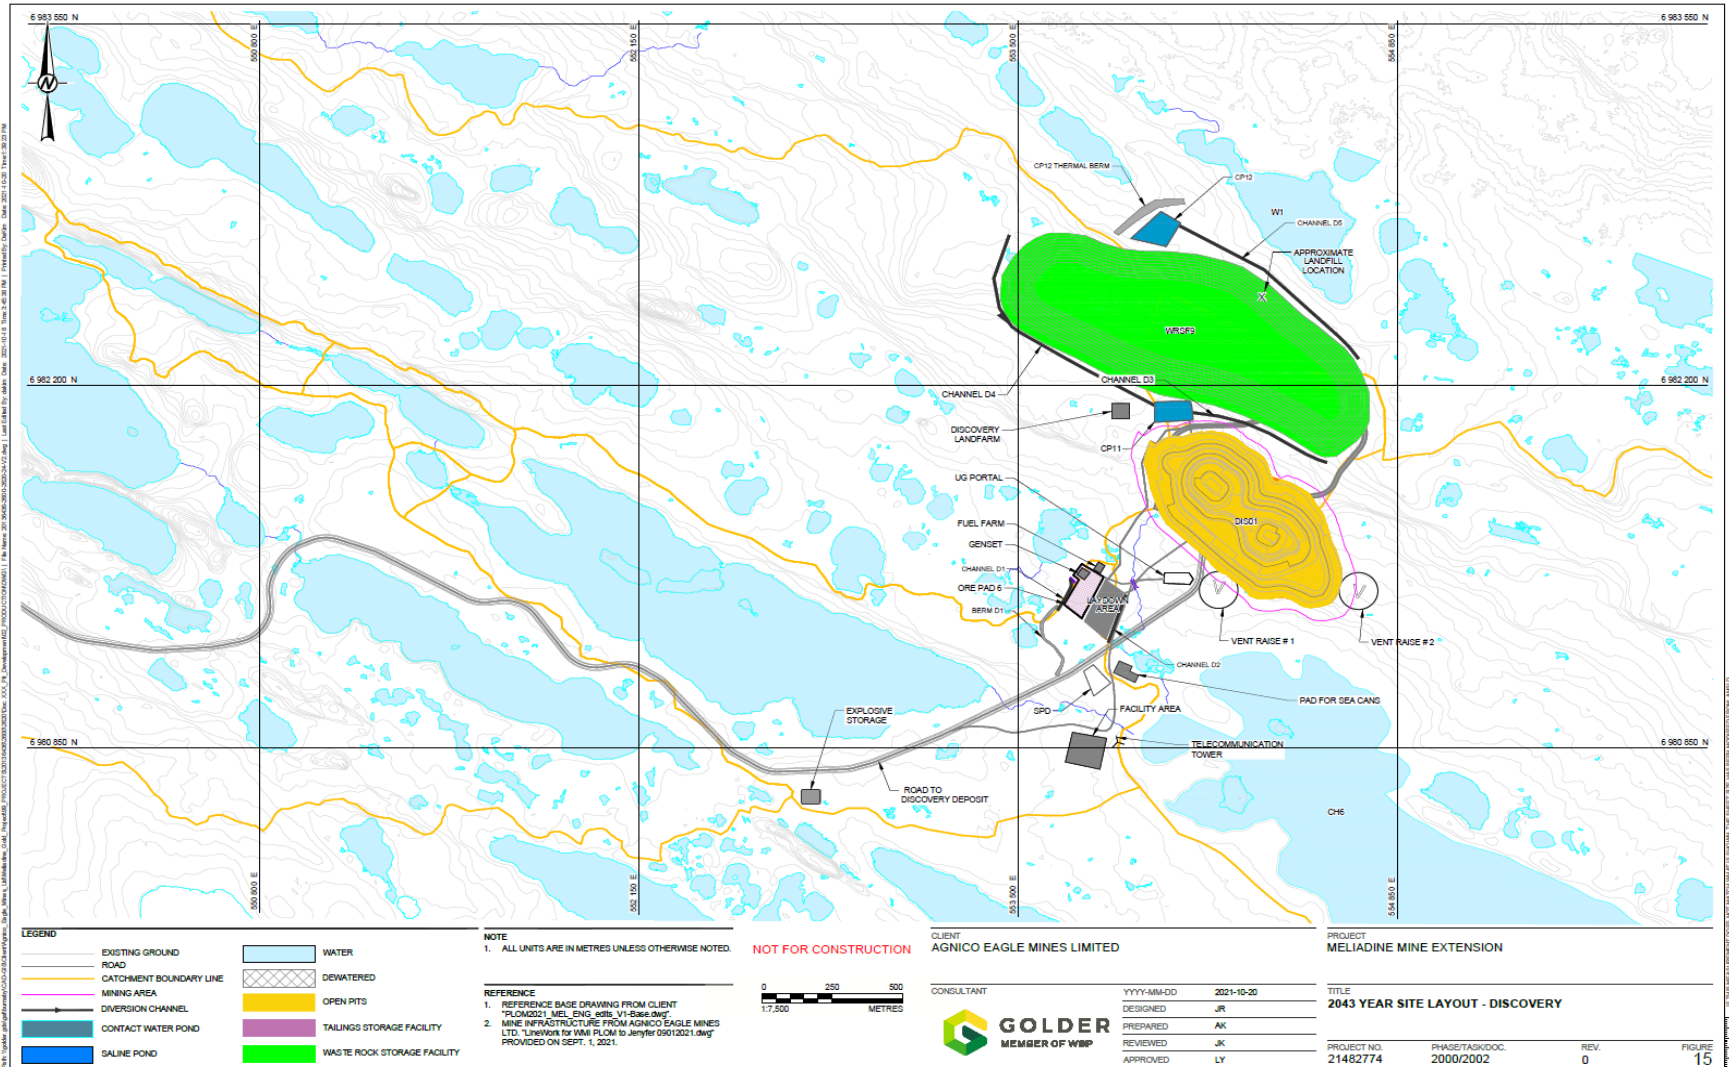 6 983 550 N
6 983 550 N
550 800 E
552 150 E
553 500 E
554 850 E
N
CP12 THERMAL BERM
CP12
W1
CHANNEL D5
APPROXIMATE
LANDFILL
LOCATION
X
WRSF9
6 982 200 N
6 982 200 N
CHANNEL D3
CHANNEL D4
DISCOVERY
LANDFARM
CP11
UG PORTAL
DIS01
FUEL FARM
GENSET
CHANNEL D1
ORE PAD 6
LAYDOWN
AREA
BERM D1
V
V
VENT RAISE # 1
VENT RAISE # 2
CHANNEL D2
PAD FOR SEA CANS
SPD
FACILITY AREA
EXPLOSIVE
STORAGE
6 980 850 N
6 980 850 N
TELECOMMUNICATION
TOWER
ROAD TO
DISCOVERY DEPOSIT
CH6
550 800 E
552 150 E
553 500 E
554 850 E
LEGEND
EXISTING GROUND
ROAD
CATCHMENT BOUNDARY LINE
MINING AREA
DIVERSION CHANNEL
CONTACT WATER POND
SALINE POND
WATER
DEWATERED
OPEN PITS
TAILINGS STORAGE FACILITY
WASTE ROCK STORAGE FACILITY
NOTE
1. ALL UNITS ARE IN METRES UNLESS OTHERWISE NOTED.
REFERENCE
1. REFERENCE BASE DRAWING FROM CLIENT
"PLOM2021_MEL_ENG_edits_V1-Base.dwg".
2. MINE INFRASTRUCTURE FROM AGNICO EAGLE MINES
LTD. "LineWork for WMI PLOM to Jenyfer 09012021.dwg"
PROVIDED ON SEPT. 1, 2021.
NOT FOR CONSTRUCTION
0 250 500
1:7,500 METRES
CLIENT
AGNICO EAGLE MINES LIMITED
CONSULTANT
GOLDER
MEMBER OF WSP
YYYY-MM-DD 2021-10-20
DESIGNED JR
PREPARED AK
REVIEWED JK
APPROVED LY
PROJECT
MELIADINE MINE EXTENSION
TITLE
2043 YEAR SITE LAYOUT - DISCOVERY
PROJECT NO. PHASE/TASK/DOC. REV. FIGURE
21482774 2000/2002 0 15